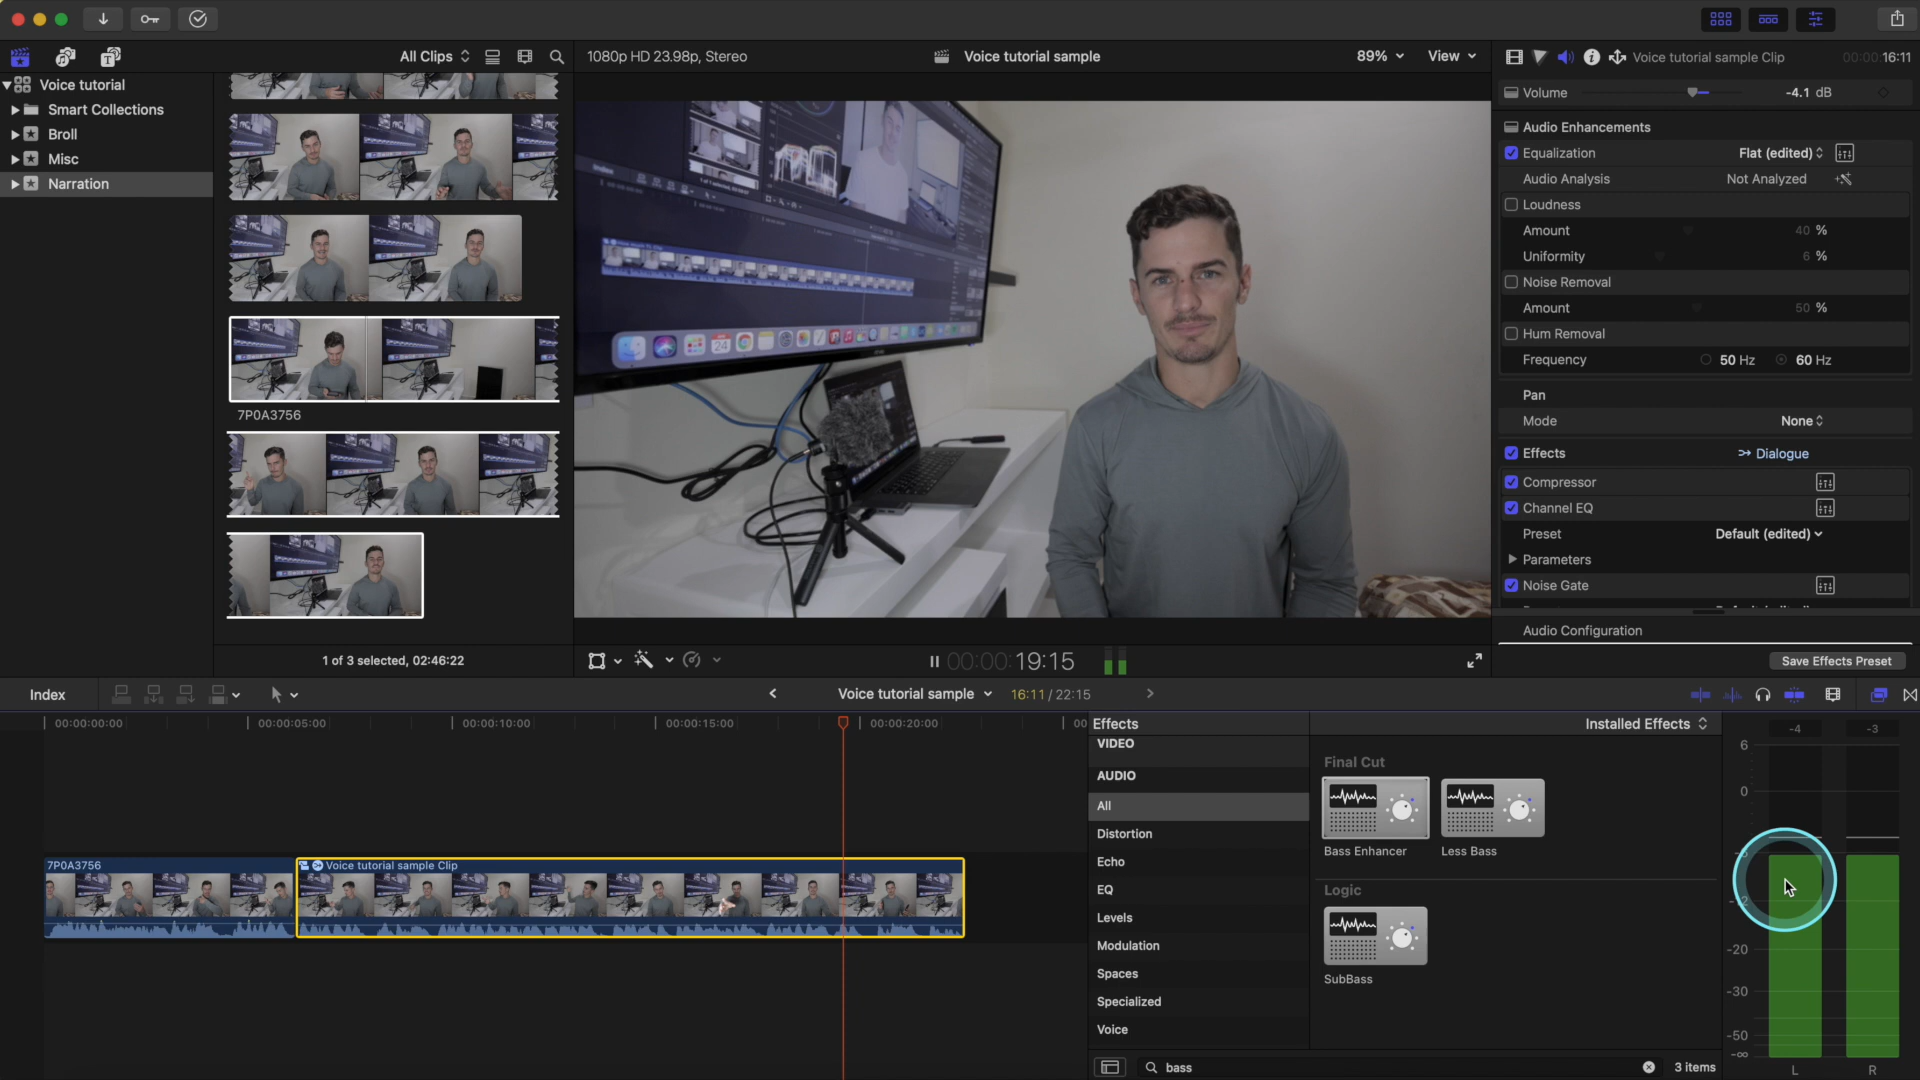 All Clips
1080p HD 23.98p, Stereo
Voice tutorial sample
89%
View
Voice tutorial sample Clip
00:00:16:11
Voice tutorial
Smart Collections
Broll
Misc
Narration
7P0A3756
1 of 3 selected, 02:46:22
24
00:00:00:19:15
Volume
-4.1 dB
Audio Enhancements
Equalization
Flat (edited)
Audio Analysis
Not Analyzed
Loudness
Amount
40 %
Uniformity
6 %
Noise Removal
Amount
50 %
Hum Removal
Frequency
50 Hz
60 Hz
Pan
Mode
None
Effects
Dialogue
Compressor
Channel EQ
Preset
Default (edited)
Parameters
Noise Gate
Audio Configuration
Save Effects Preset
Index
Voice tutorial sample
16:11 / 22:15
00:00:00:00
00:00:05:00
00:00:10:00
00:00:15:00
00:00:20:00
00
7P0A3756
Voice tutorial sample Clip
Effects
Installed Effects
VIDEO
AUDIO
All
Distortion
Echo
EQ
Levels
Modulation
Spaces
Specialized
Voice
Final Cut
Bass Enhancer
Less Bass
Logic
SubBass
bass
3 items
-4
-3
6
0
-12
-20
-30
-50
-∞
L
R